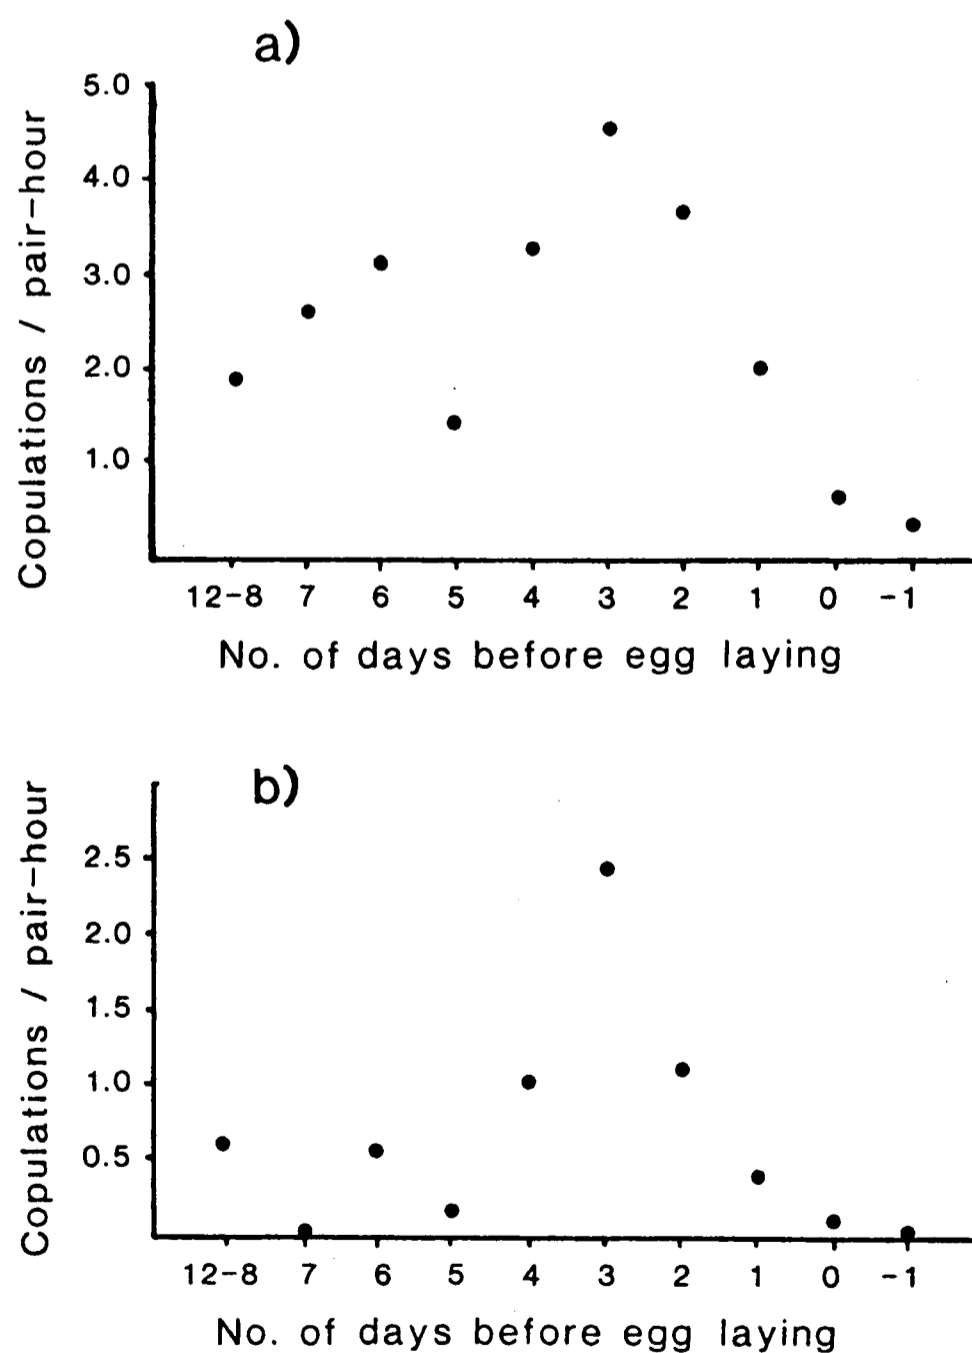 a)
Copulations / pair-hour
5.0
4.0
3.0
2.0
1.0
12-8 7 6 5 4 3 2 1 0 -1
No. of days before egg laying
b)
Copulations / pair-hour
2.5
2.0
1.5
1.0
0.5
12-8 7 6 5 4 3 2 1 0 -1
No. of days before egg laying